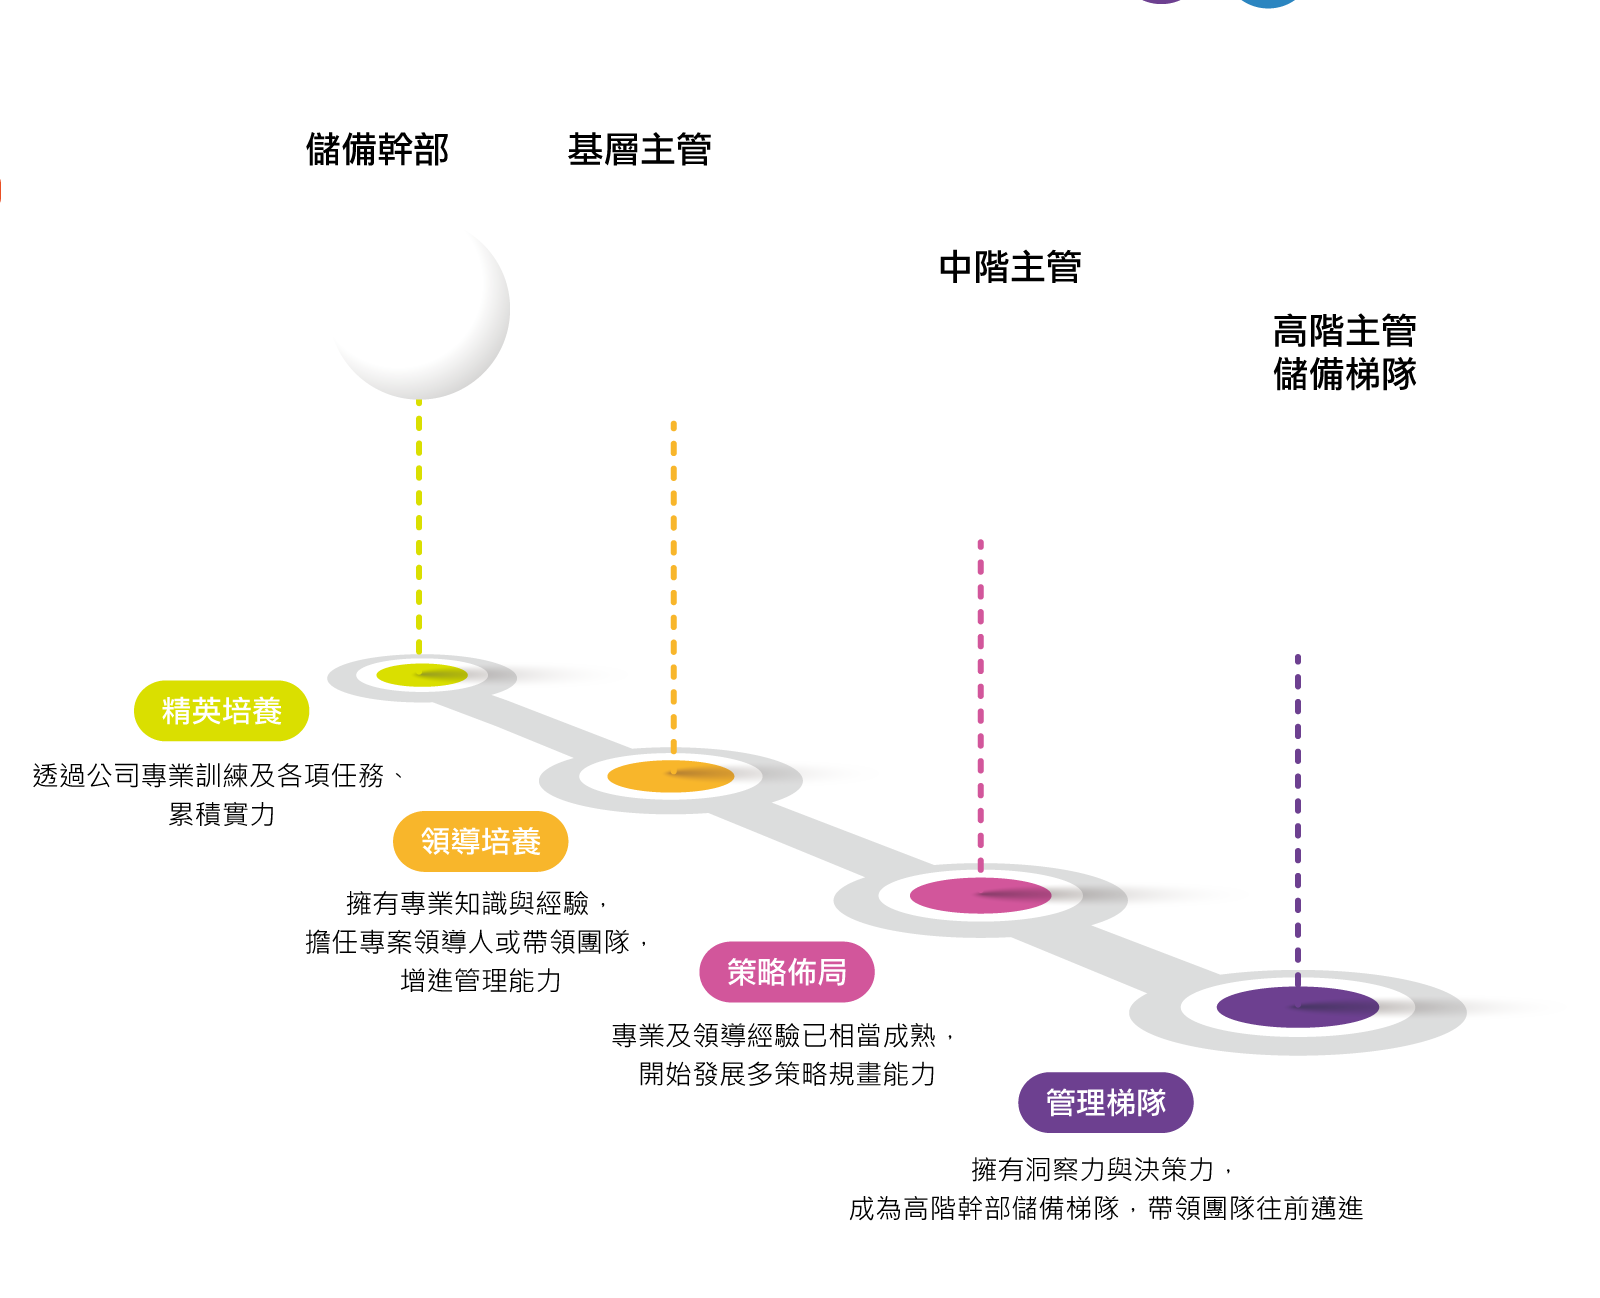 儲備幹部
基層主管
中階主管
高階主管
儲備梯隊
精英培養
透過公司專業訓練及各項任務、
累積實力
領導培養
擁有專業知識與經驗，
擔任專案領導人或帶領團隊，
增進管理能力
策略佈局
專業及領導經驗已相當成熟，
開始發展多策略規畫能力
管理梯隊
擁有洞察力與決策力，
成為高階幹部儲備梯隊，帶領團隊往前邁進